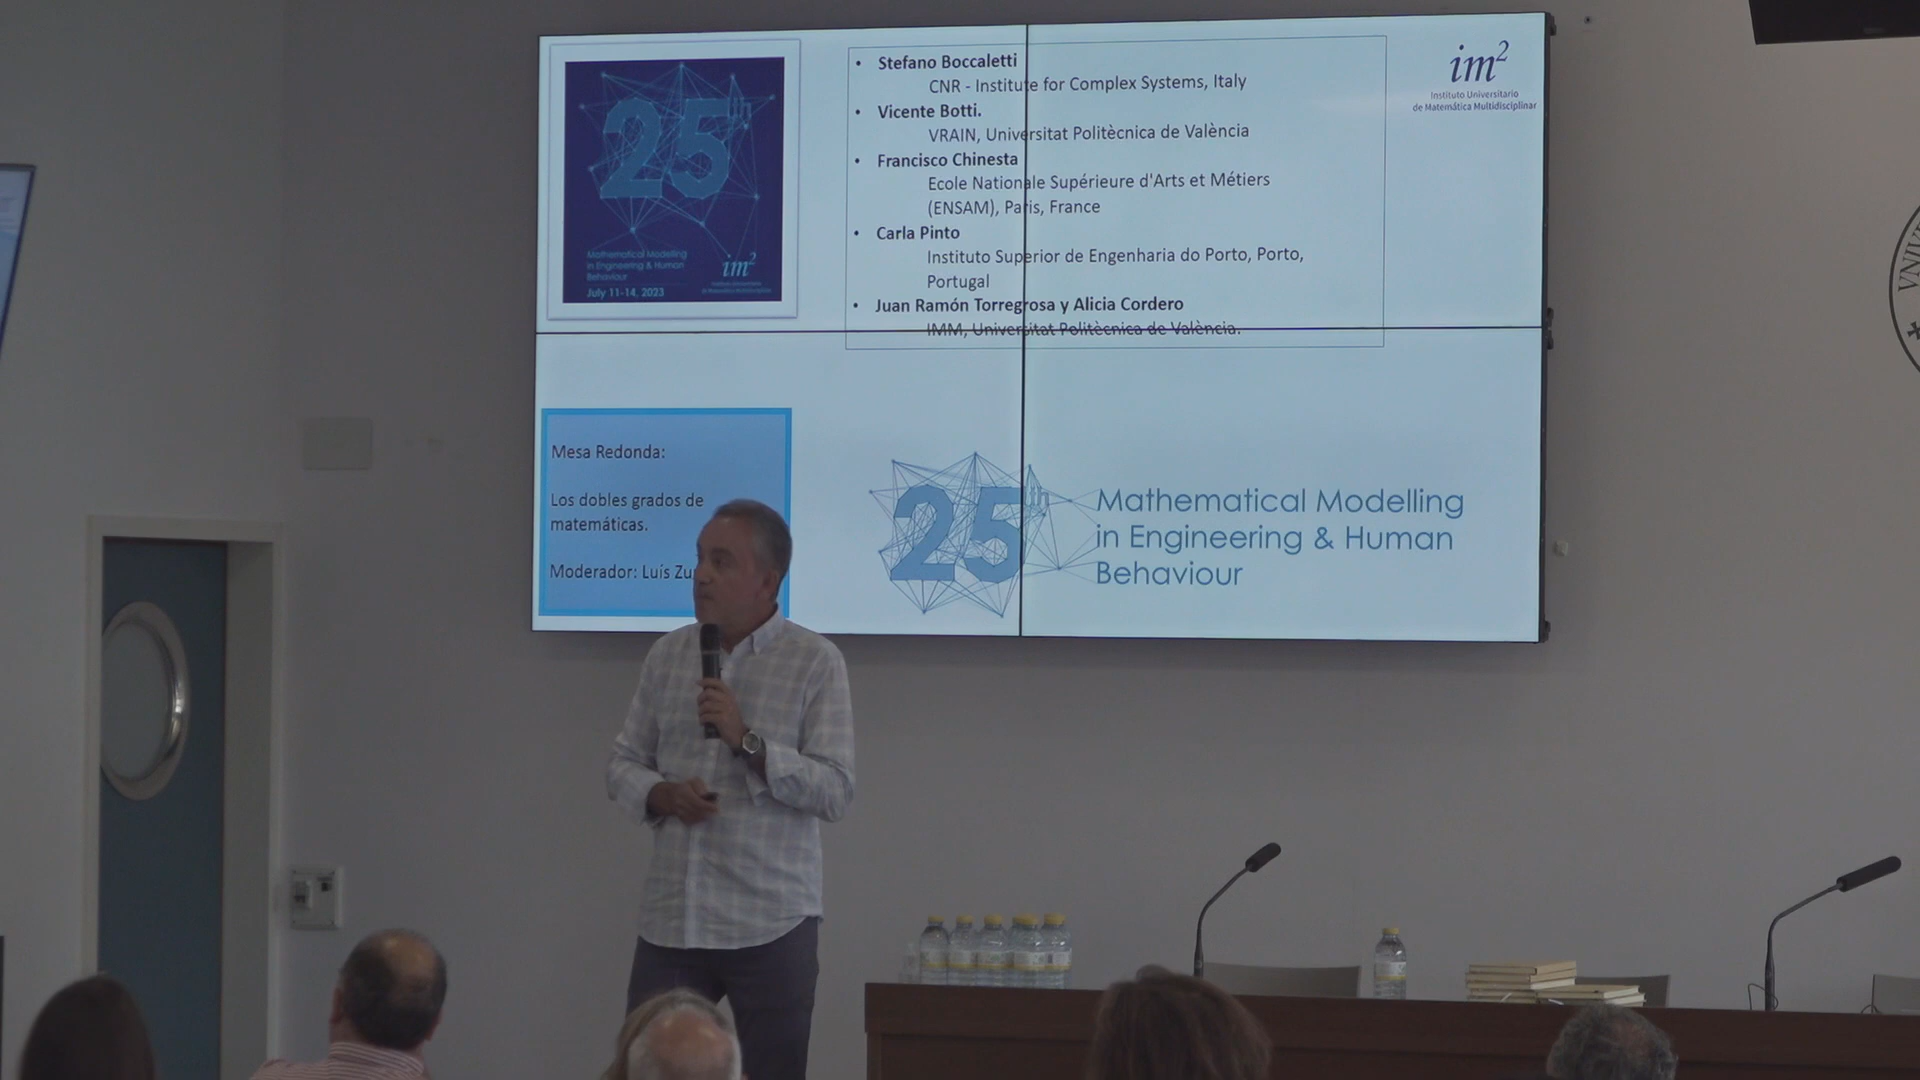 25th
Mathematical Modelling
in Engineering & Human
Behaviour
July 11-14, 2023
im²
• Stefano Boccaletti
CNR - Institute for Complex Systems, Italy
• Vicente Botti.
VRAIN, Universitat Politècnica de València
• Francisco Chinesta
Ecole Nationale Supérieure d'Arts et Métiers
(ENSAM), Paris, France
• Carla Pinto
Instituto Superior de Engenharia do Porto, Porto,
Portugal
• Juan Ramón Torregrosa y Alicia Cordero
IMM, Universitat Politècnica de València.
im²
Instituto Universitario
de Matemática Multidisciplinar
Mesa Redonda:
Los dobles grados de
matemáticas.
Moderador: Luís
25th
Mathematical Modelling
in Engineering & Human
Behaviour